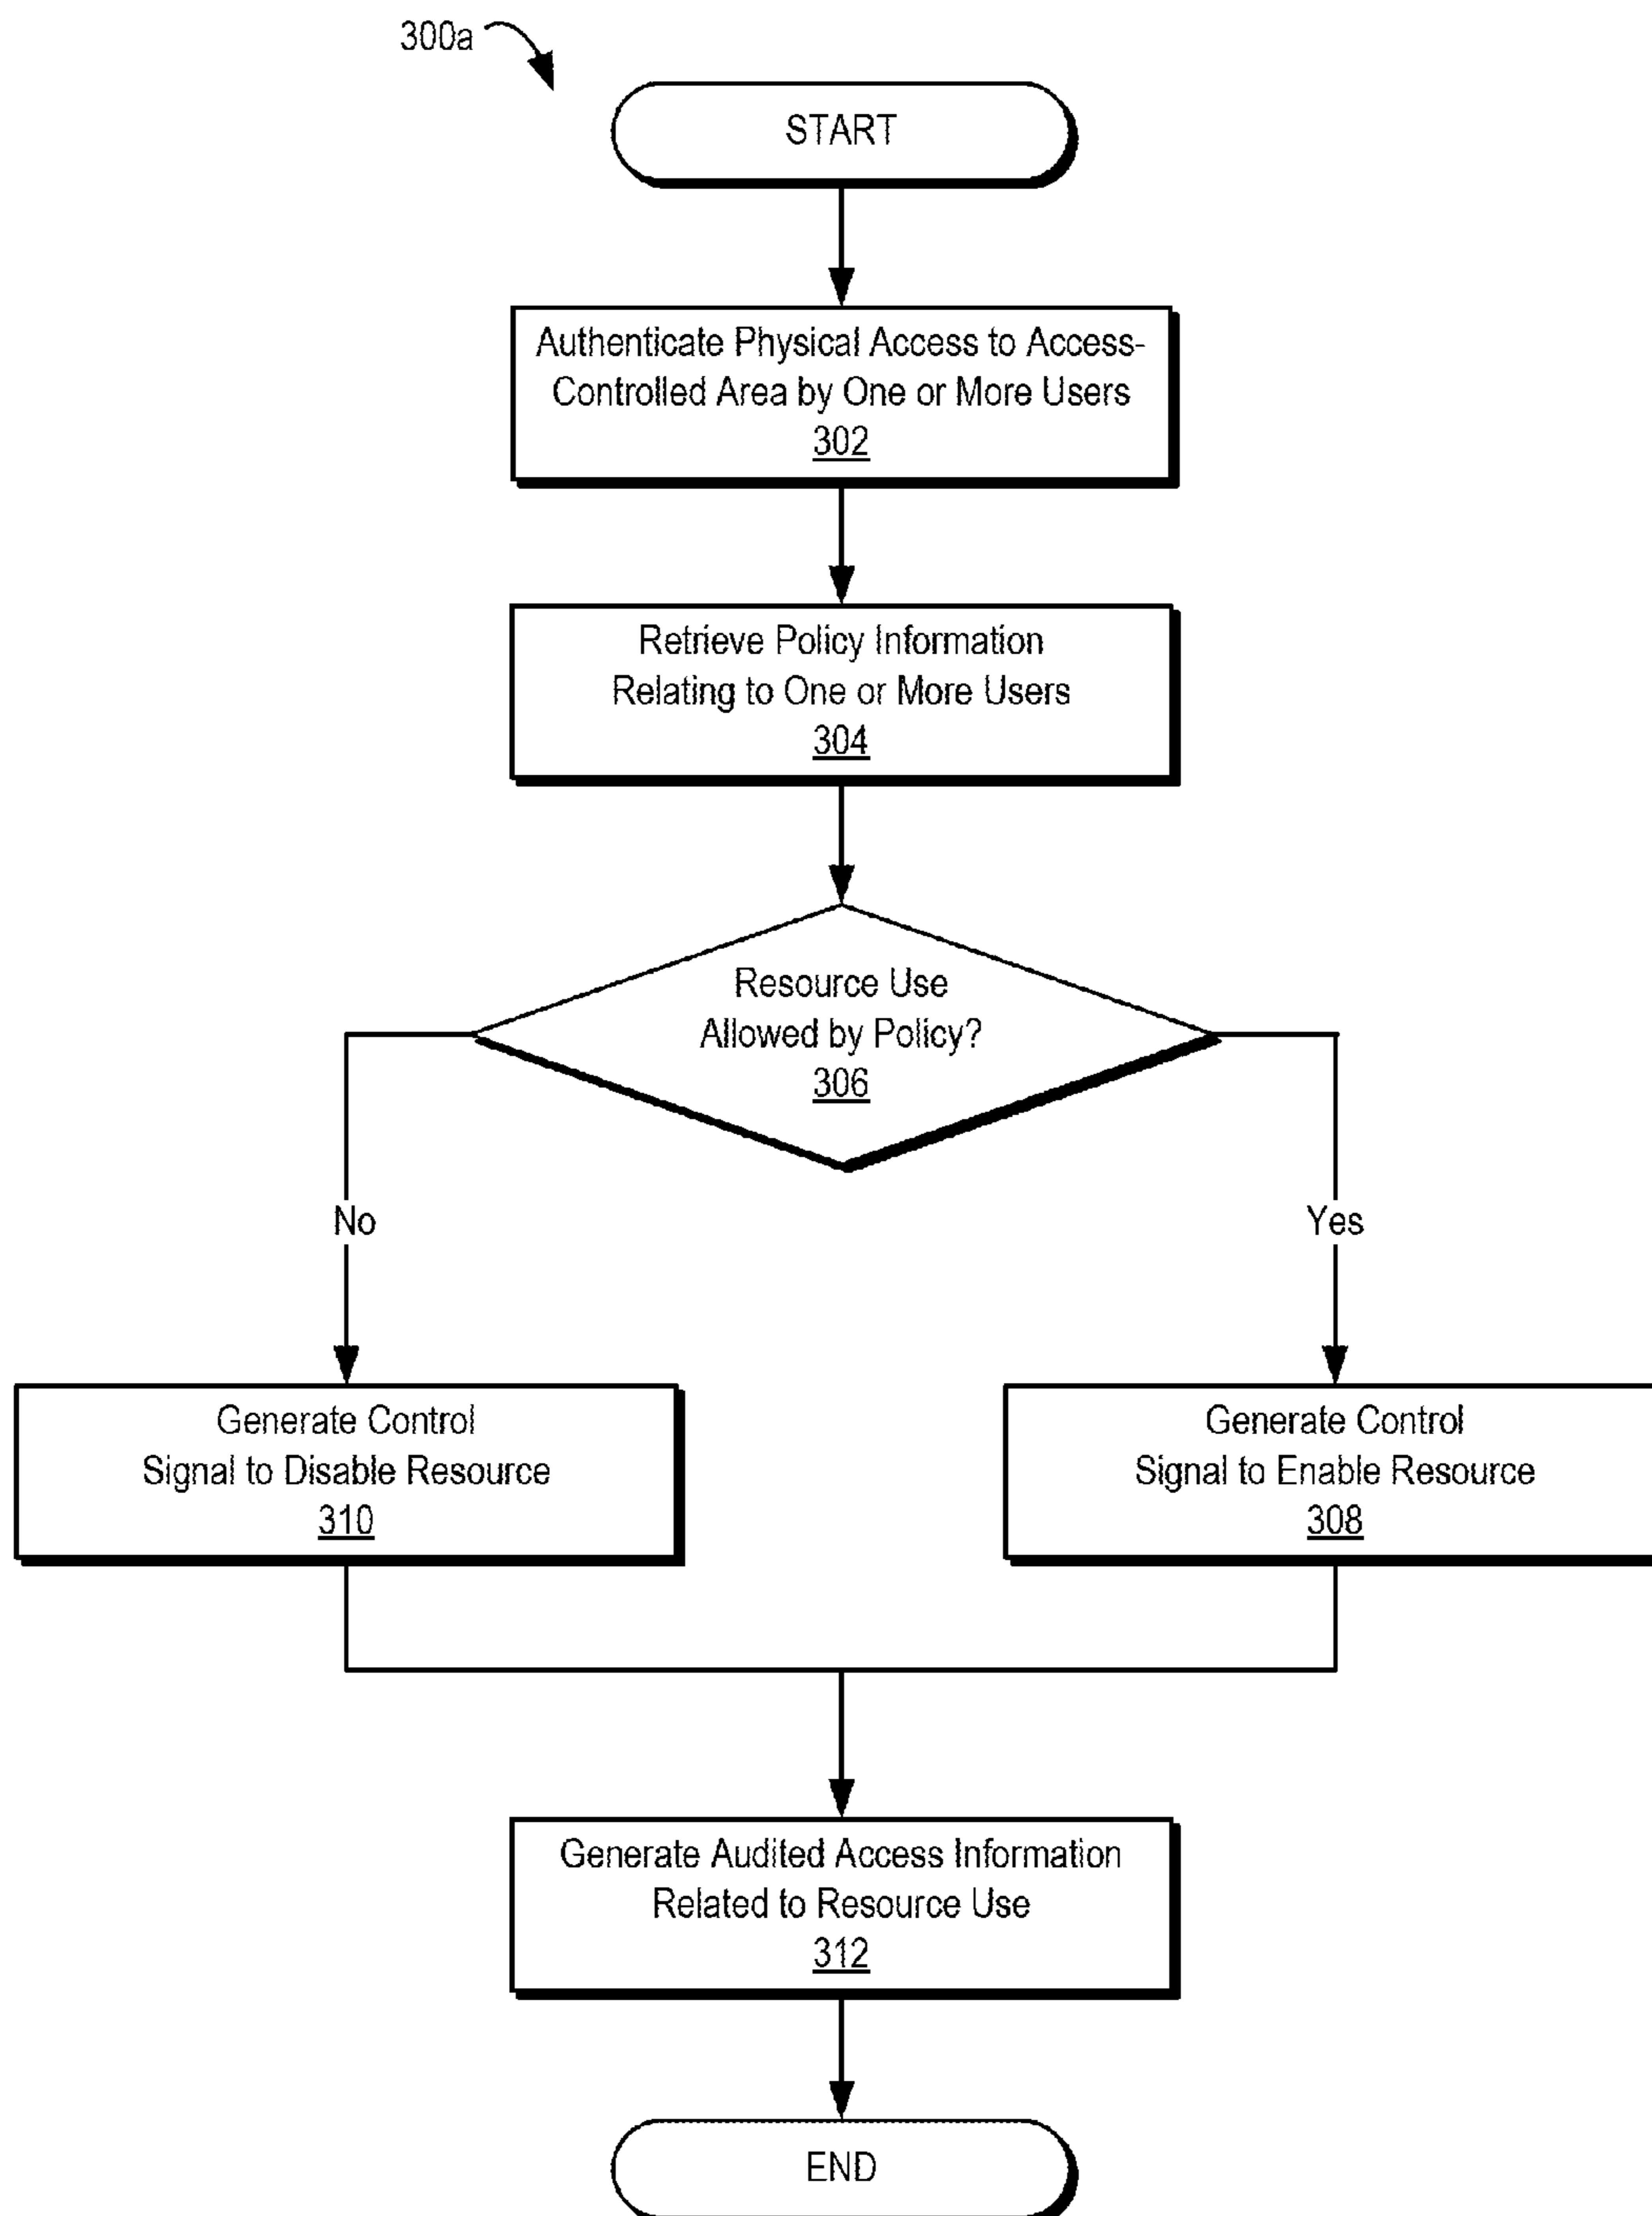 300a
START
Authenticate Physical Access to Access-
Controlled Area by One or More Users
302
Retrieve Policy Information
Relating to One or More Users
304
Resource Use
Allowed by Policy?
306
No
Yes
Generate Control
Signal to Disable Resource
310
Generate Control
Signal to Enable Resource
308
Generate Audited Access Information
Related to Resource Use
312
END